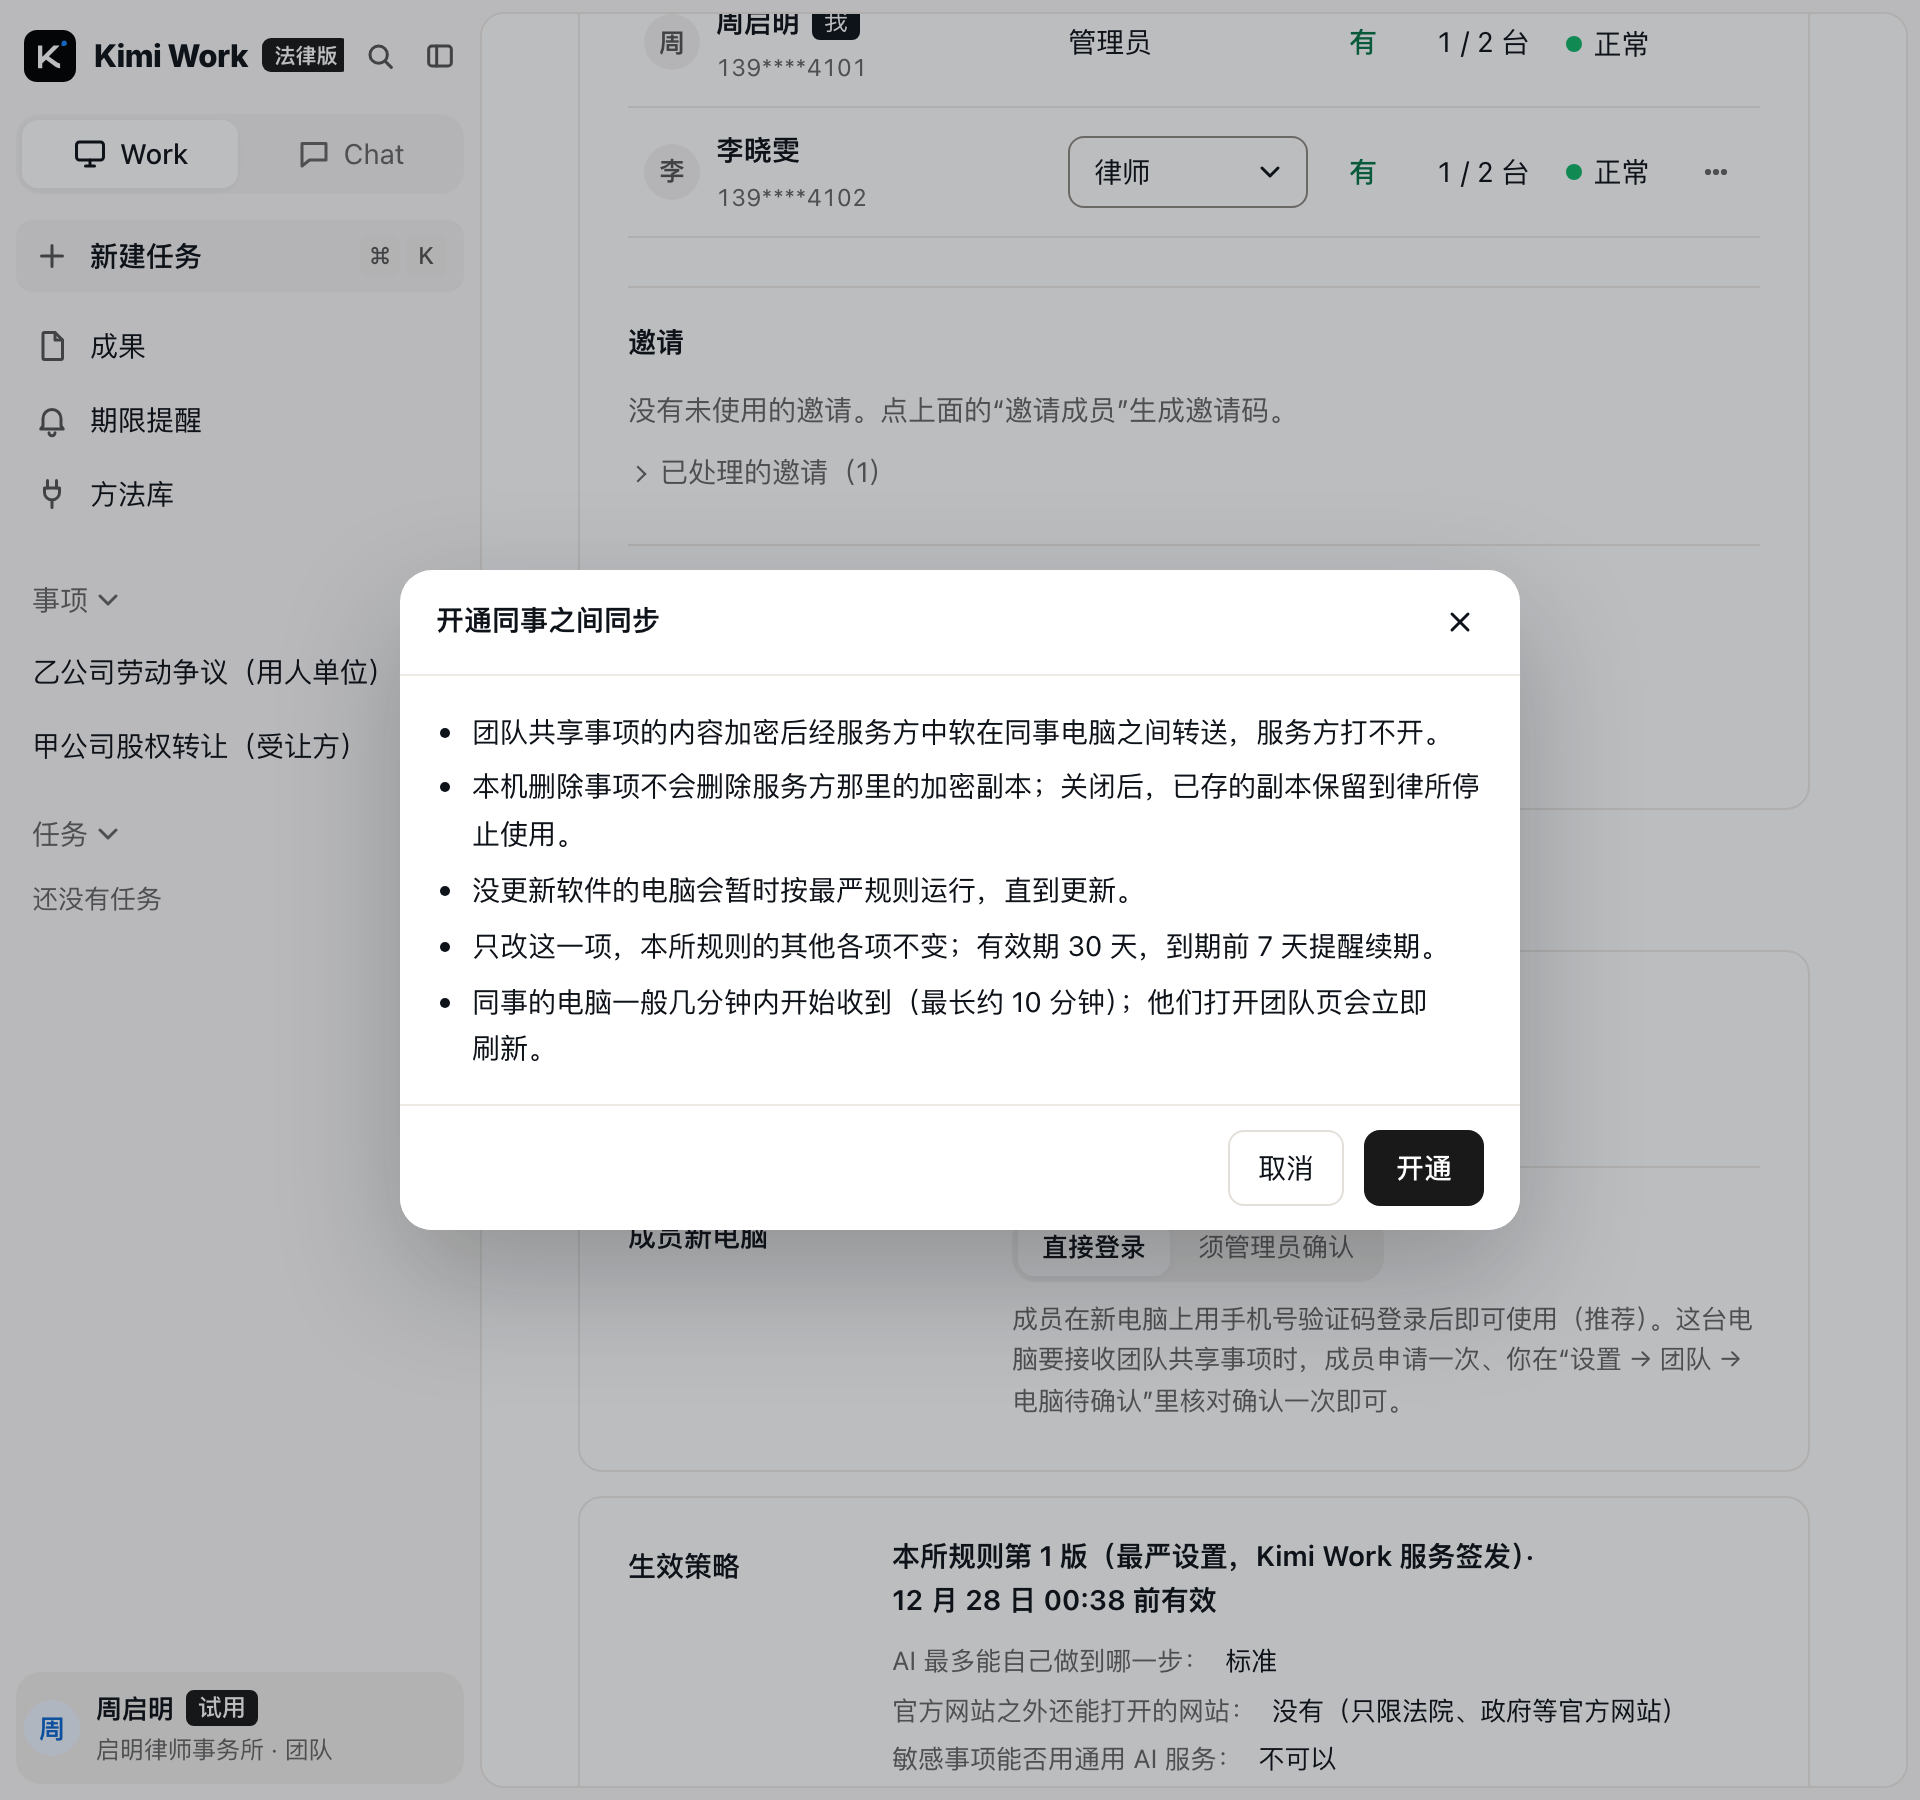 Kimi Work 法律版
Work
Chat
新建任务 ⌘ K
成果
期限提醒
方法库
事项
乙公司劳动争议（用人单位）
甲公司股权转让（受让方）
任务
还没有任务
周 周启明 试用
启明律师事务所 · 团队
周 周启明 我
139****4101
管理员 有 1 / 2 台 正常
李 李晓雯
139****4102
律师 有 1 / 2 台 正常
邀请
没有未使用的邀请。点上面的“邀请成员”生成邀请码。
已处理的邀请（1）
开通同事之间同步
• 团队共享事项的内容加密后经服务方中软在同事电脑之间转送，服务方打不开。
• 本机删除事项不会删除服务方那里的加密副本；关闭后，已存的副本保留到律所停
止使用。
• 没更新软件的电脑会暂时按最严规则运行，直到更新。
• 只改这一项，本所规则的其他各项不变；有效期 30 天，到期前 7 天提醒续期。
• 同事的电脑一般几分钟内开始收到（最长约 10 分钟）；他们打开团队页会立即
刷新。
取消 开通
成员新电脑
直接登录 须管理员确认
成员在新电脑上用手机号验证码登录后即可使用（推荐）。这台电
脑要接收团队共享事项时，成员申请一次、你在“设置 → 团队 →
电脑待确认”里核对确认一次即可。
生效策略
本所规则第 1 版（最严设置，Kimi Work 服务签发）·
12 月 28 日 00:38 前有效
AI 最多能自己做到哪一步： 标准
官方网站之外还能打开的网站： 没有（只限法院、政府等官方网站）
敏感事项能否用通用 AI 服务： 不可以